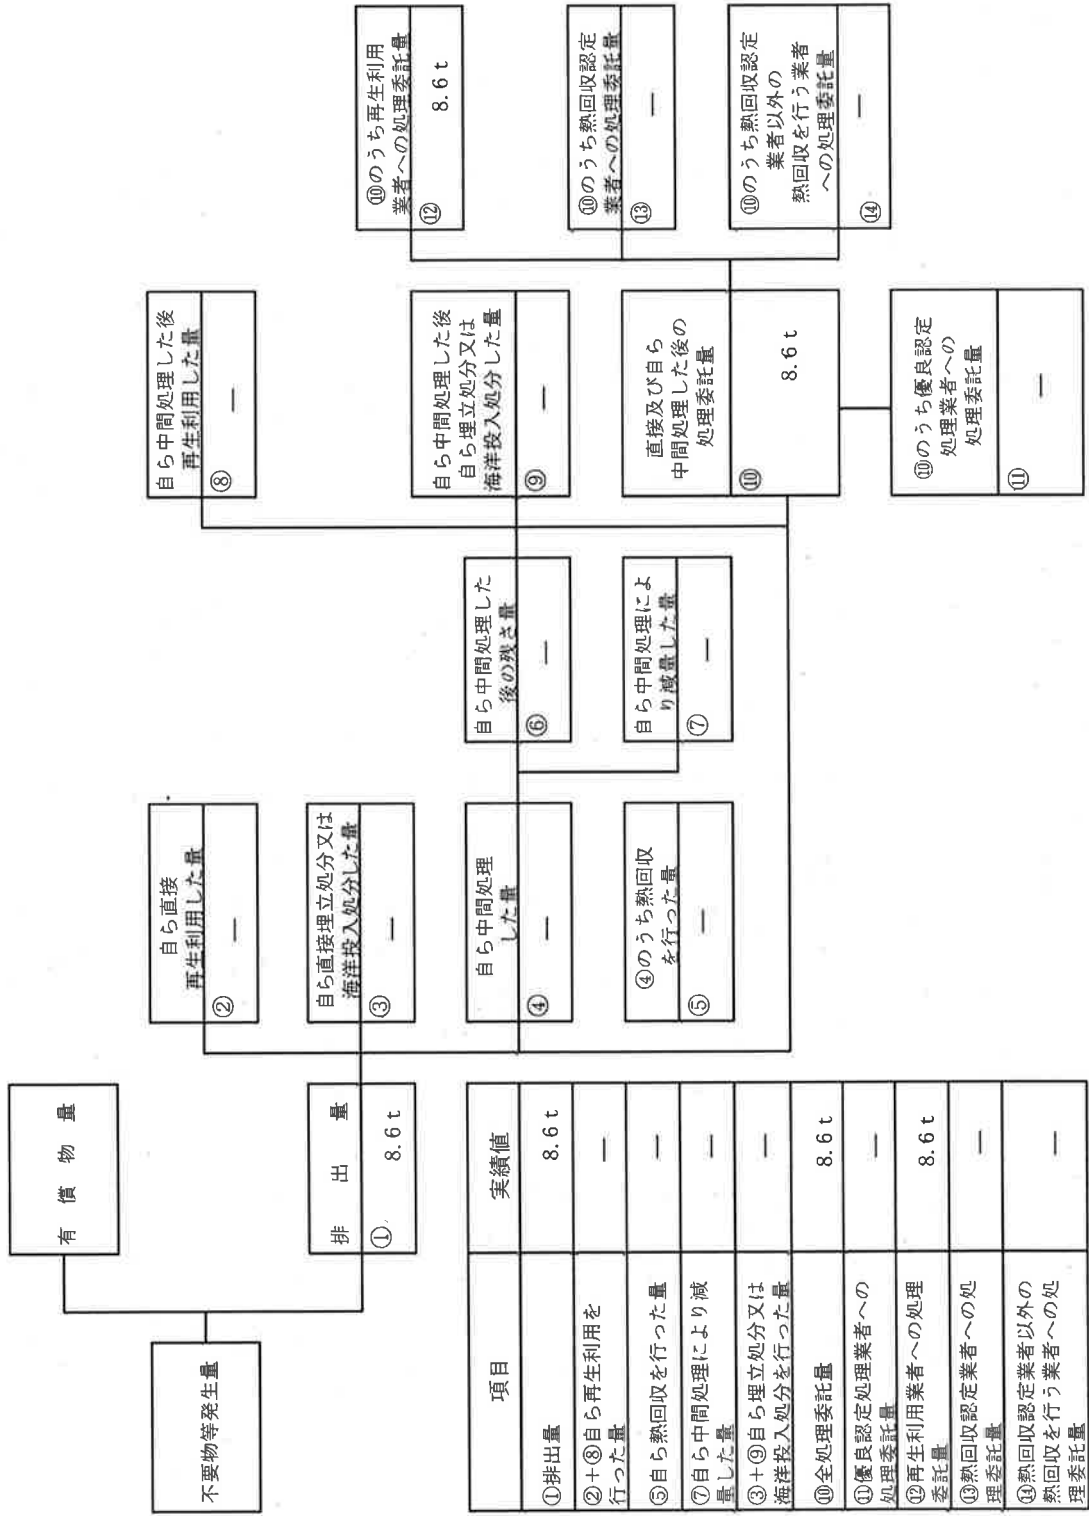 不要物等発生量
有償物量
排出量
① 8.6 t
自ら直接
再生利用した量
② —
自ら直接埋立処分又は
海洋投入処分した量
③ —
自ら中間処理
した量
④ —
④のうち熱回収
を行った量
⑤ —
自ら中間処理した
後の残さ量
⑥ —
自ら中間処理によ
り減量した量
⑦ —
自ら中間処理した後
再生利用した量
⑧ —
自ら中間処理した後
自ら埋立処分又は
海洋投入処分した量
⑨ —
直接及び自ら
中間処理した後の
処理委託量
⑩ 8.6 t
⑩のうち優良認定
処理業者への
処理委託量
⑪ —
⑩のうち再生利用
業者への処理委託量
⑫ 8.6 t
⑩のうち熱回収認定
業者への処理委託量
⑬ —
⑩のうち熱回収認定
業者以外の
熱回収を行う業者
への処理委託量
⑭ —
項目 実績値
①排出量 8.6 t
②+⑧自ら再生利用を
行った量 —
⑤自ら熱回収を行った量 —
⑦自ら中間処理により減
量した量 —
③+⑨自ら埋立処分又は
海洋投入処分を行った量 —
⑩全処理委託量 8.6 t
⑪優良認定処理業者への
処理委託量 —
⑫再生利用業者への処理
委託量 8.6 t
⑬熱回収認定業者への処
理委託量 —
⑭熱回収認定業者以外の
熱回収を行う業者への処
理委託量 —